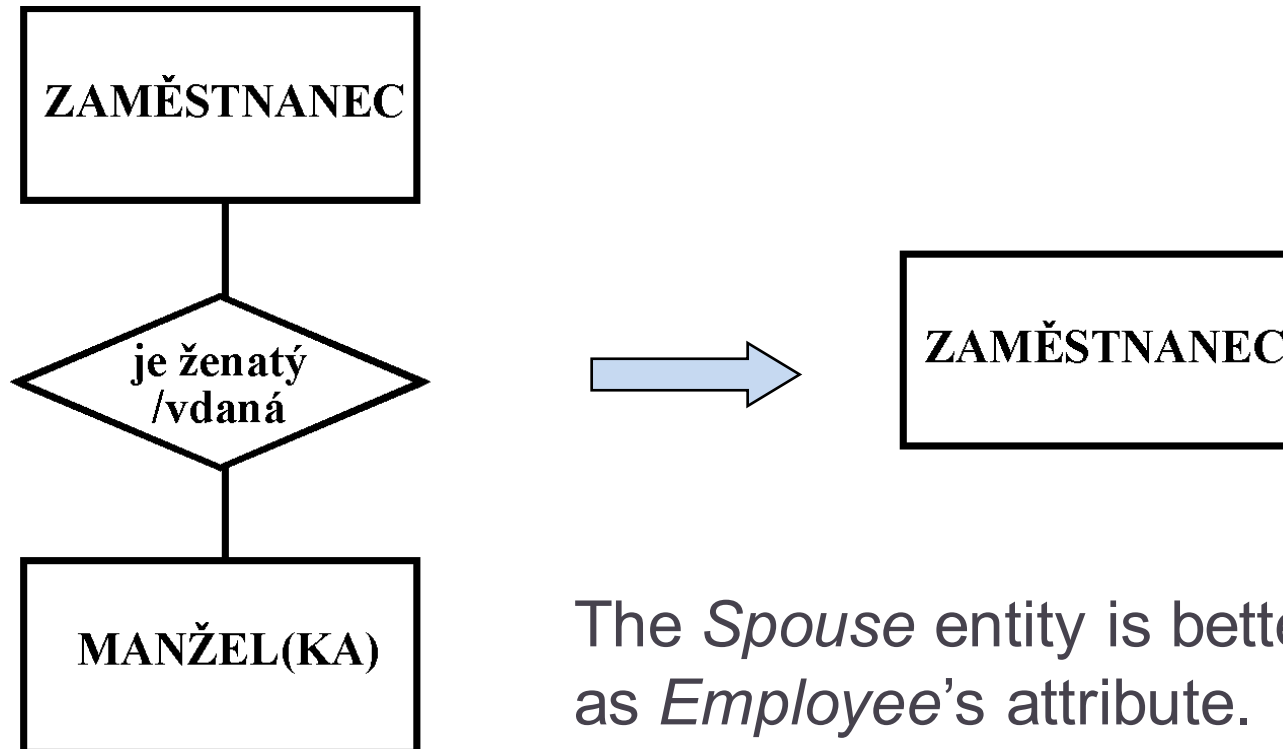 ZAMĚSTNANEC
je ženatý
/vdaná
MANŽEL(KA)
ZAMĚSTNANEC
The Spouse entity is bette
as Employee’s attribute.